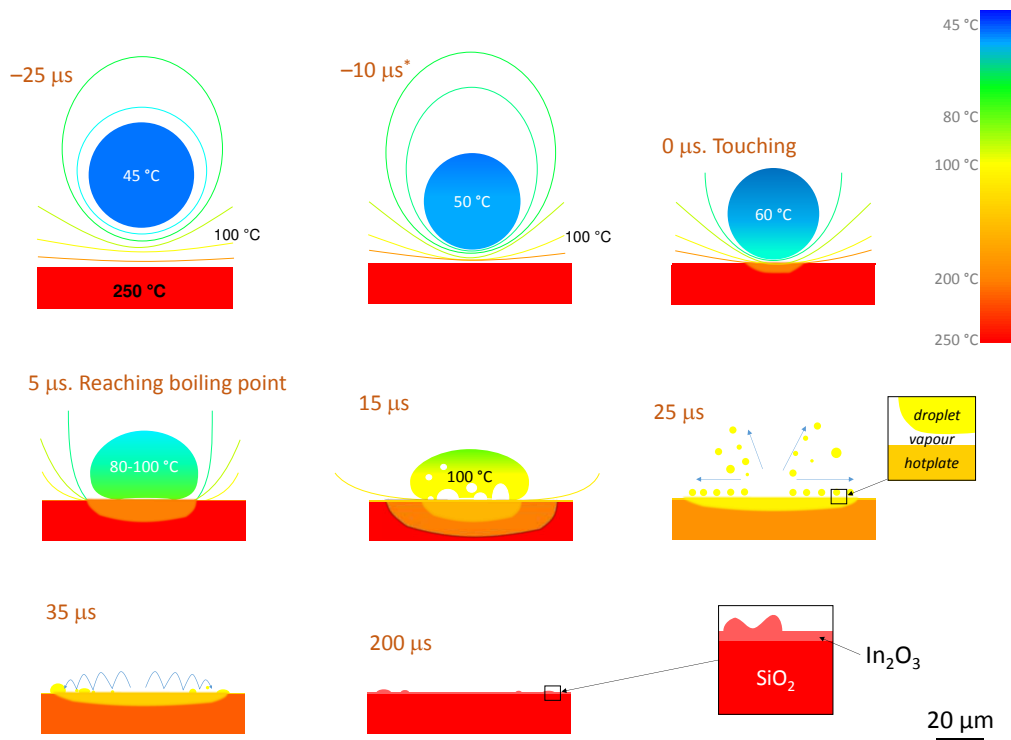 –25 μs
–10 μs*
45 °C
45 °C
80 °C
0 μs. Touching
100 °C
50 °C
60 °C
100 °C
100 °C
250 °C
200 °C
250 °C
5 μs. Reaching boiling point
15 μs
25 μs
droplet
vapour
hotplate
80-100 °C
100 °C
35 μs
200 μs
In₂O₃
SiO₂
20 μm